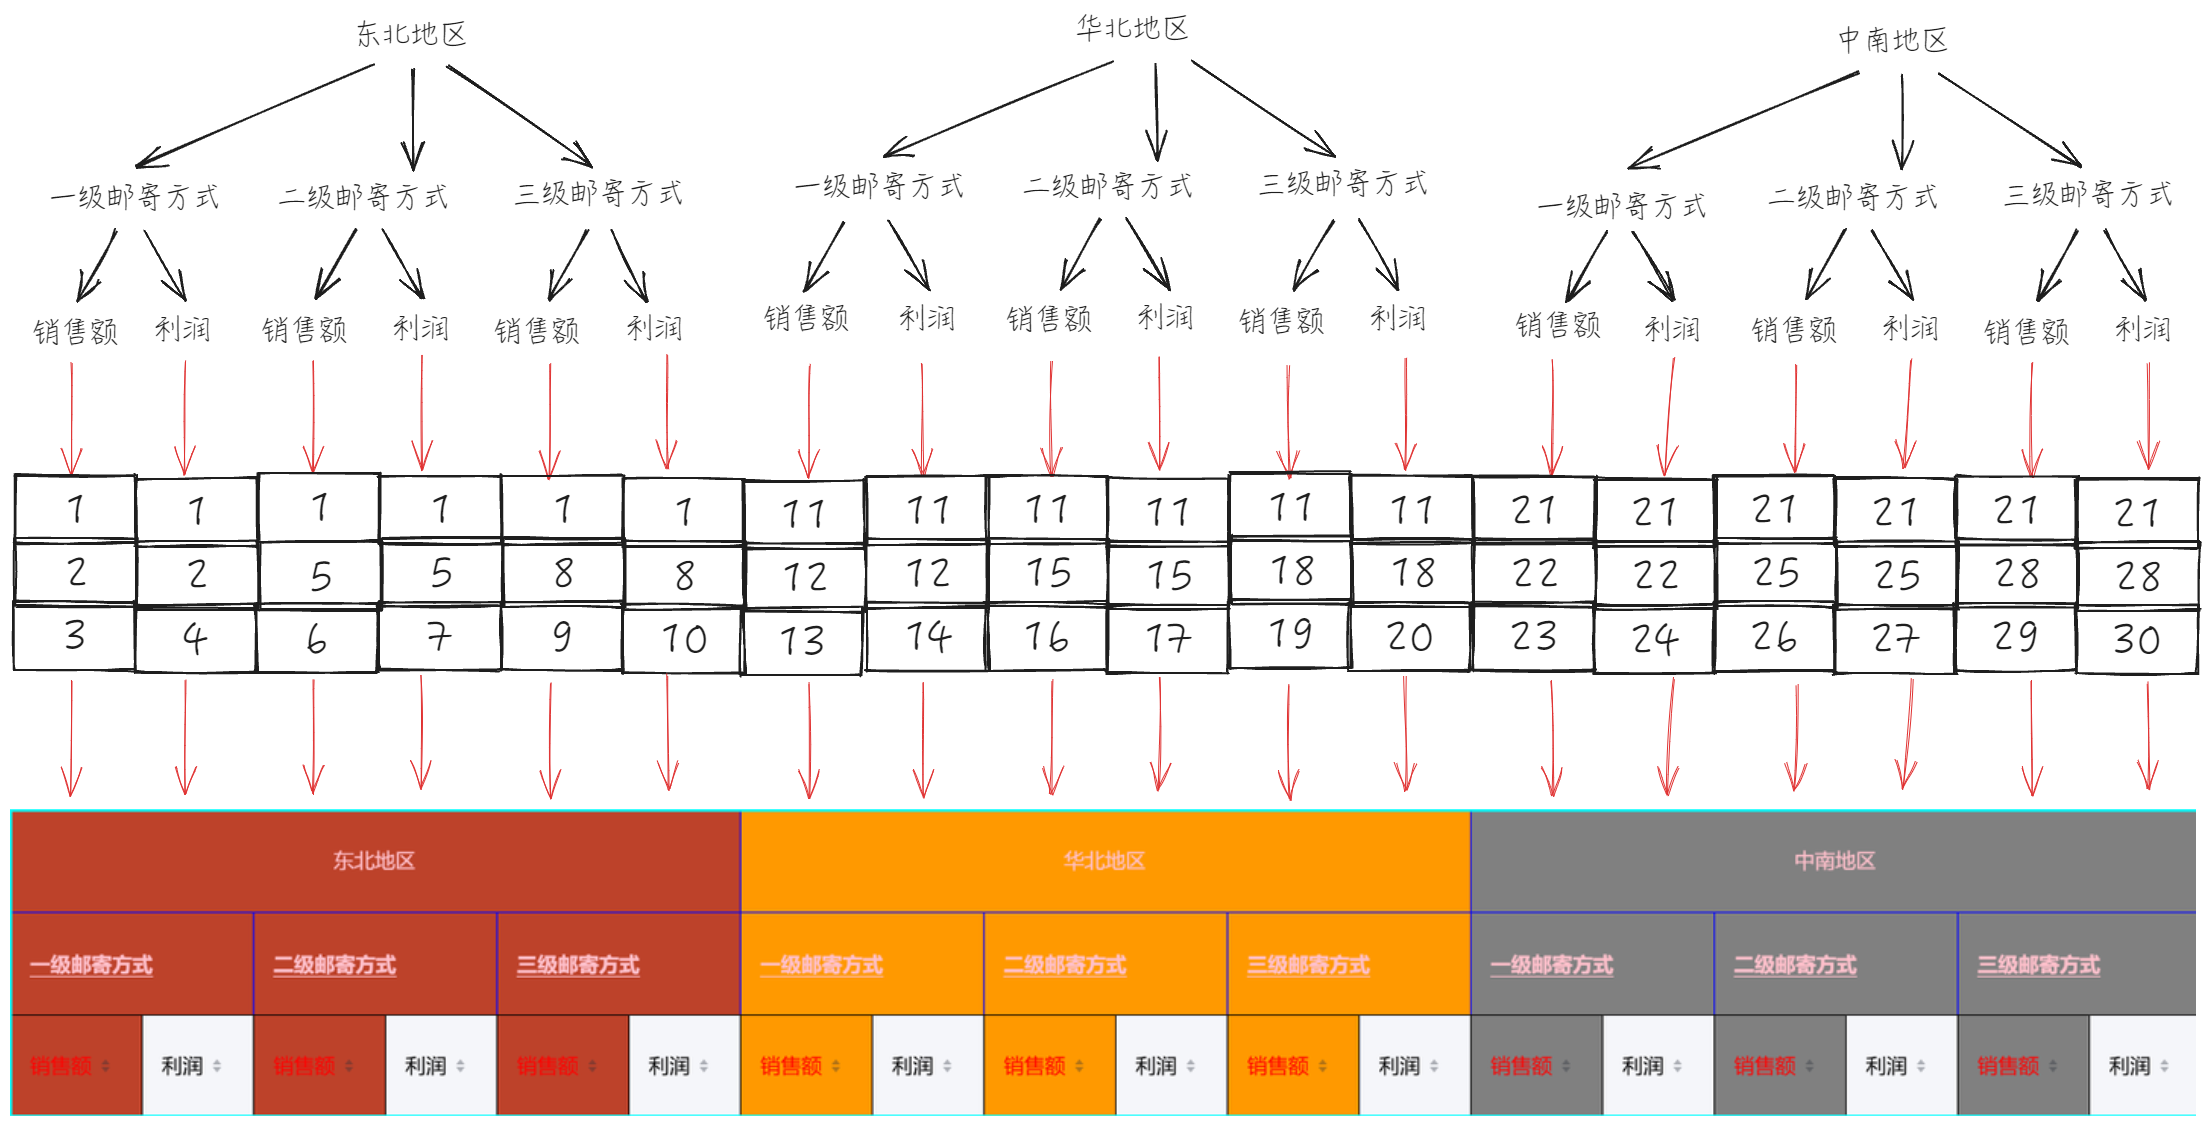 东北地区 华北地区 中南地区
一级邮寄方式 二级邮寄方式 三级邮寄方式 一级邮寄方式 二级邮寄方式 三级邮寄方式 一级邮寄方式 二级邮寄方式 三级邮寄方式
销售额 利润 销售额 利润 销售额 利润 销售额 利润 销售额 利润 销售额 利润 销售额 利润 销售额 利润 销售额 利润
1 1 1 1 1 1 11 11 11 11 11 11 21 21 21 21 21 21
2 2 5 5 8 8 12 12 15 15 18 18 22 22 25 25 28 28
3 4 6 7 9 10 13 14 16 17 19 20 23 24 26 27 29 30
东北地区 华北地区 中南地区
一级邮寄方式 二级邮寄方式 三级邮寄方式 一级邮寄方式 二级邮寄方式 三级邮寄方式 一级邮寄方式 二级邮寄方式 三级邮寄方式
销售额 利润 销售额 利润 销售额 利润 销售额 利润 销售额 利润 销售额 利润 销售额 利润 销售额 利润 销售额 利润